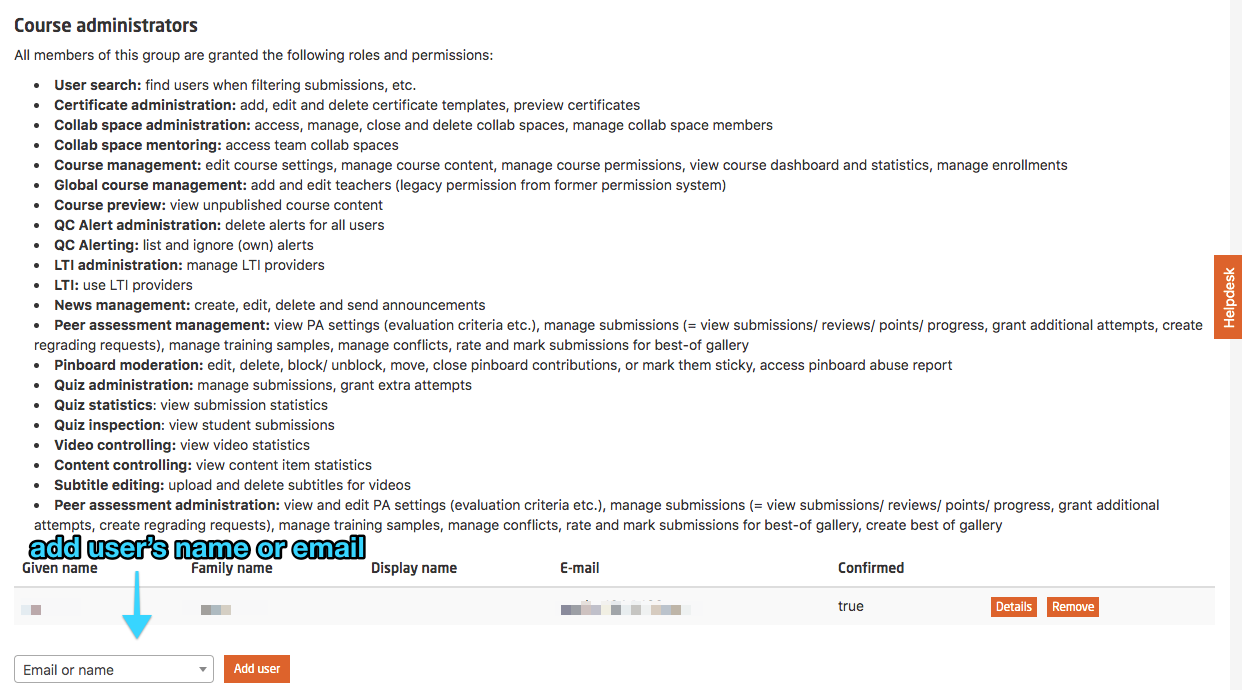 Course administrators
All members of this group are granted the following roles and permissions:
• User search: find users when filtering submissions, etc.
• Certificate administration: add, edit and delete certificate templates, preview certificates
• Collab space administration: access, manage, close and delete collab spaces, manage collab space members
• Collab space mentoring: access team collab spaces
• Course management: edit course settings, manage course content, manage course permissions, view course dashboard and statistics, manage enrollments
• Global course management: add and edit teachers (legacy permission from former permission system)
• Course preview: view unpublished course content
• QC Alert administration: delete alerts for all users
• QC Alerting: list and ignore (own) alerts
• LTI administration: manage LTI providers
• LTI: use LTI providers
• News management: create, edit, delete and send announcements
• Peer assessment management: view PA settings (evaluation criteria etc.), manage submissions (= view submissions/ reviews/ points/ progress, grant additional attempts, create
regrading requests), manage training samples, manage conflicts, rate and mark submissions for best-of gallery
• Pinboard moderation: edit, delete, block/ unblock, move, close pinboard contributions, or mark them sticky, access pinboard abuse report
• Quiz administration: manage submissions, grant extra attempts
• Quiz statistics: view submission statistics
• Quiz inspection: view student submissions
• Video controlling: view video statistics
• Content controlling: view content item statistics
• Subtitle editing: upload and delete subtitles for videos
• Peer assessment administration: view and edit PA settings (evaluation criteria etc.), manage submissions (= view submissions/ reviews/ points/ progress, grant additional
attempts, create regrading requests), manage training samples, manage conflicts, rate and mark submissions for best-of gallery, create best of gallery
add user's name or email
Given name Family name Display name E-mail Confirmed
true Details Remove
Email or name Add user
Helpdesk